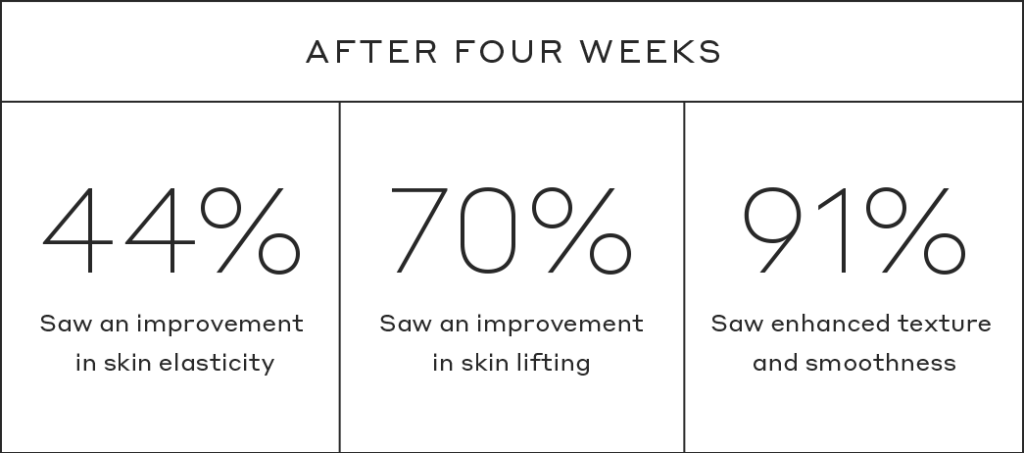 AFTER FOUR WEEKS
44%
Saw an improvement
in skin elasticity
70%
Saw an improvement
in skin lifting
91%
Saw enhanced texture
and smoothness